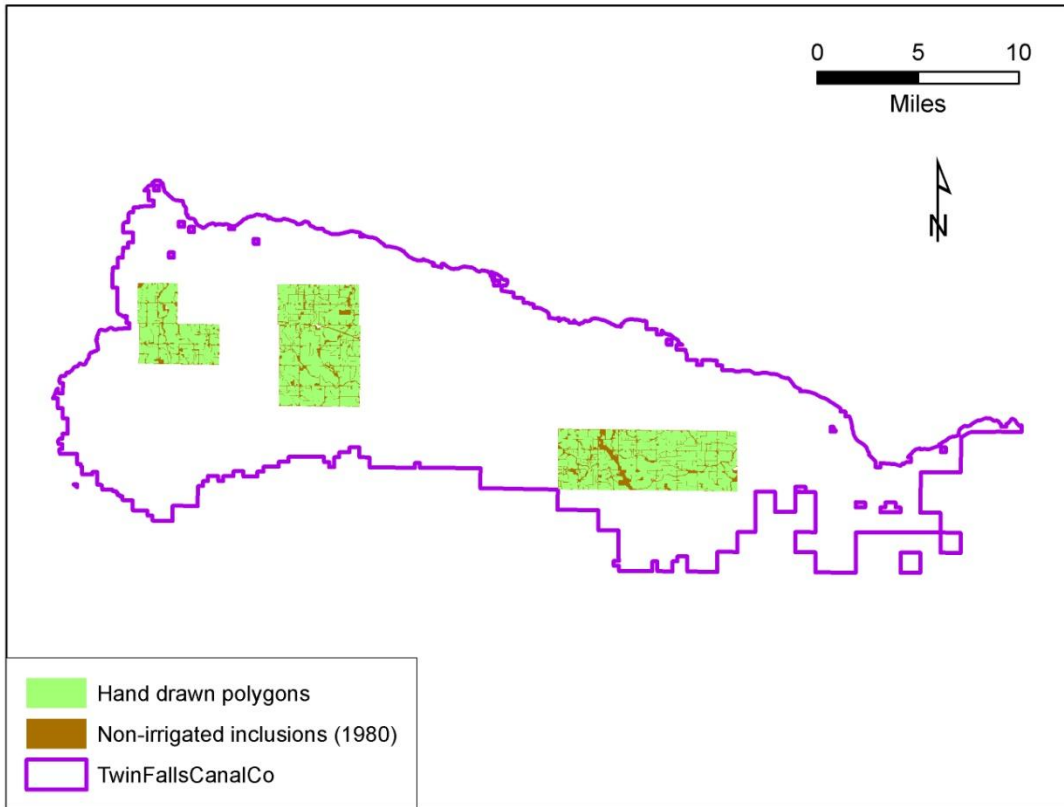 0 5 10
Miles
N
Hand drawn polygons
Non-irrigated inclusions (1980)
TwinFallsCanalCo